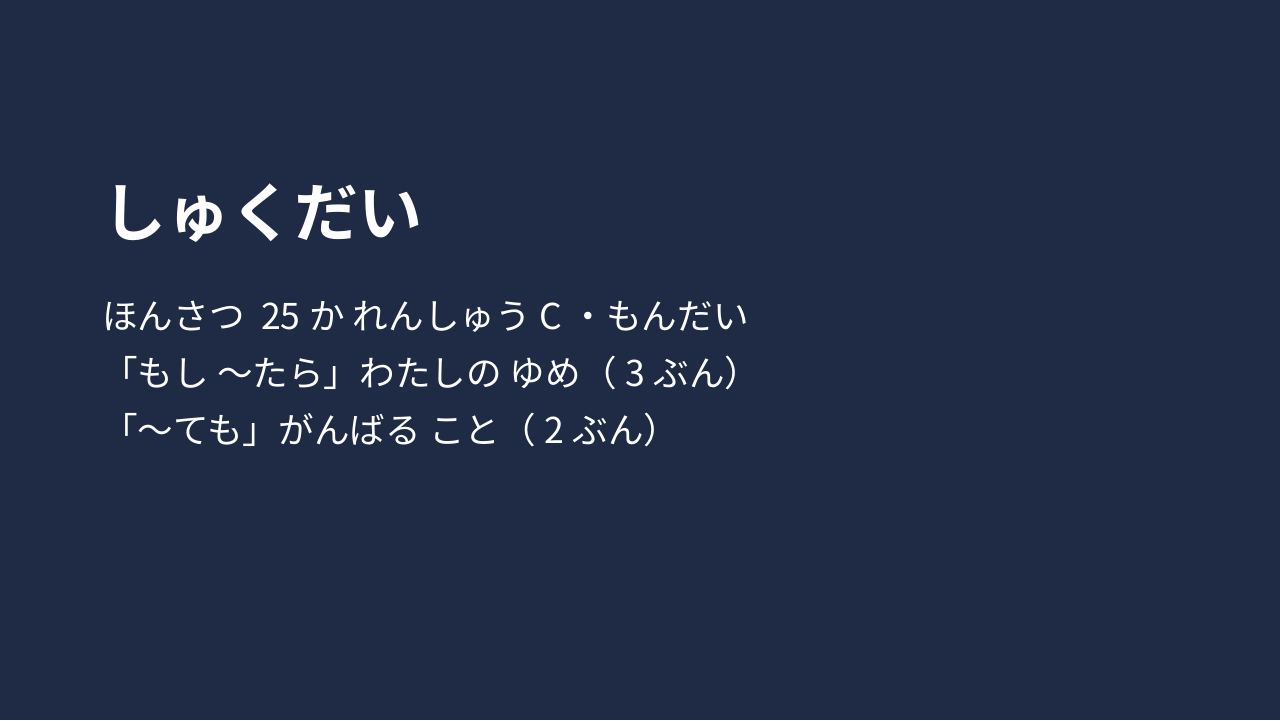 しゅくだい
ほんさつ 25 か れんしゅう C ・もんだい
「もし ～たら」わたしの ゆめ（ 3 ぶん）
「～ても」がんばる こと（ 2 ぶん）